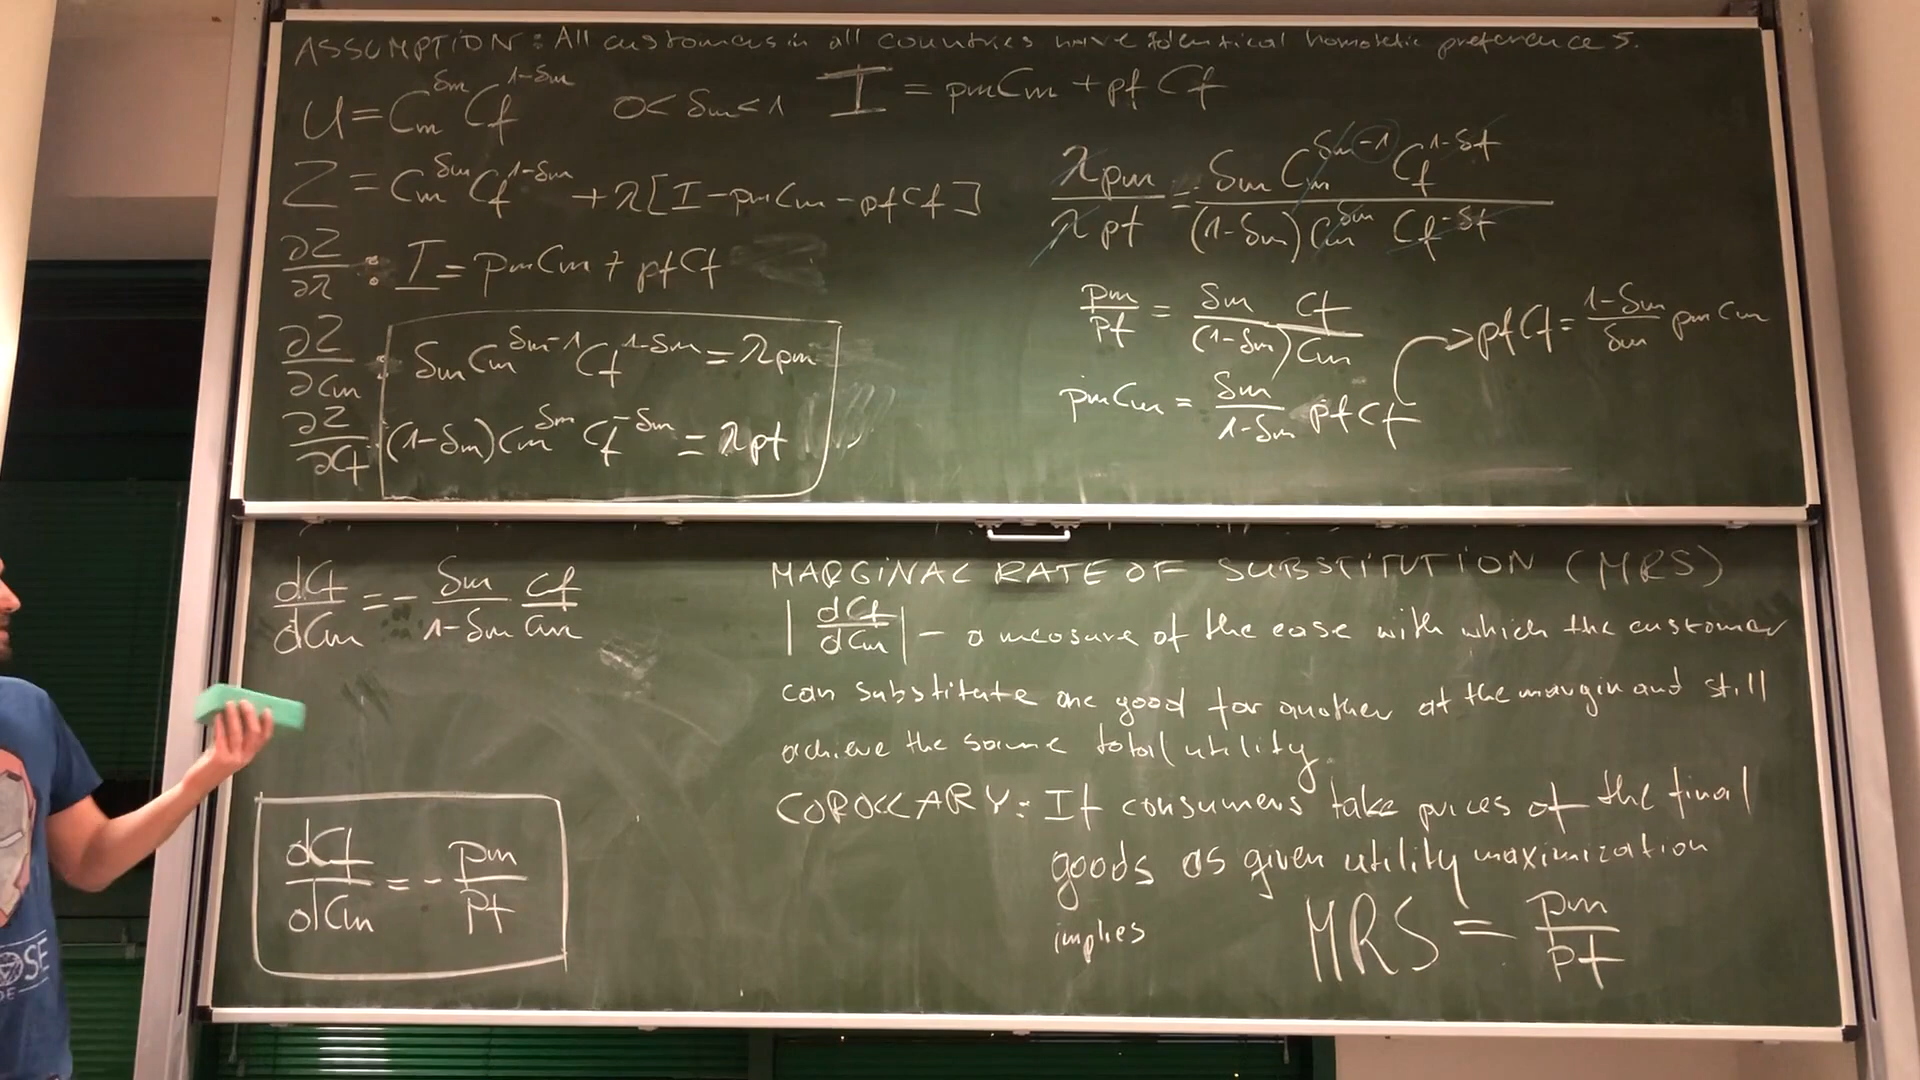 ASSUMPTION: All customers in all countries have identical homotetic preferences.
U = Cm^δm Cf^1-δm 0 < δm < 1 I = pmCm + pf Cf
Z = Cm^δm Cf^1-δm + λ[I - pmCm - pfCf]
∂Z/∂λ : I = pmCm + pfCf
∂Z/∂Cm : δm Cm^δm-1 Cf^1-δm = λpm
∂Z/∂Cf : (1-δm) Cm^δm Cf^-δm = λpf
λpm/λpf = δm Cm^δm-1 Cf^1-δf / (1-δm) Cm^δm Cf^-δf
pm/pf = δm Cf / (1-δm) Cm
pmCm = δm/1-δm pfCf → pfCf = 1-δm/δm pmCm
dCf/dCm = - δm/1-δm Cf/Cm
dCf/dCm = - pm/pf
MARGINAL RATE OF SUBSTITUTION (MRS)
|dCf/dCm| - a measure of the ease with which the customer
can substitute one good for another at the margin and still
achieve the same total utility.
COROLLARY: If consumers take prices of the final
goods as given utility maximization
implies MRS = pm/pf
OSE
DE